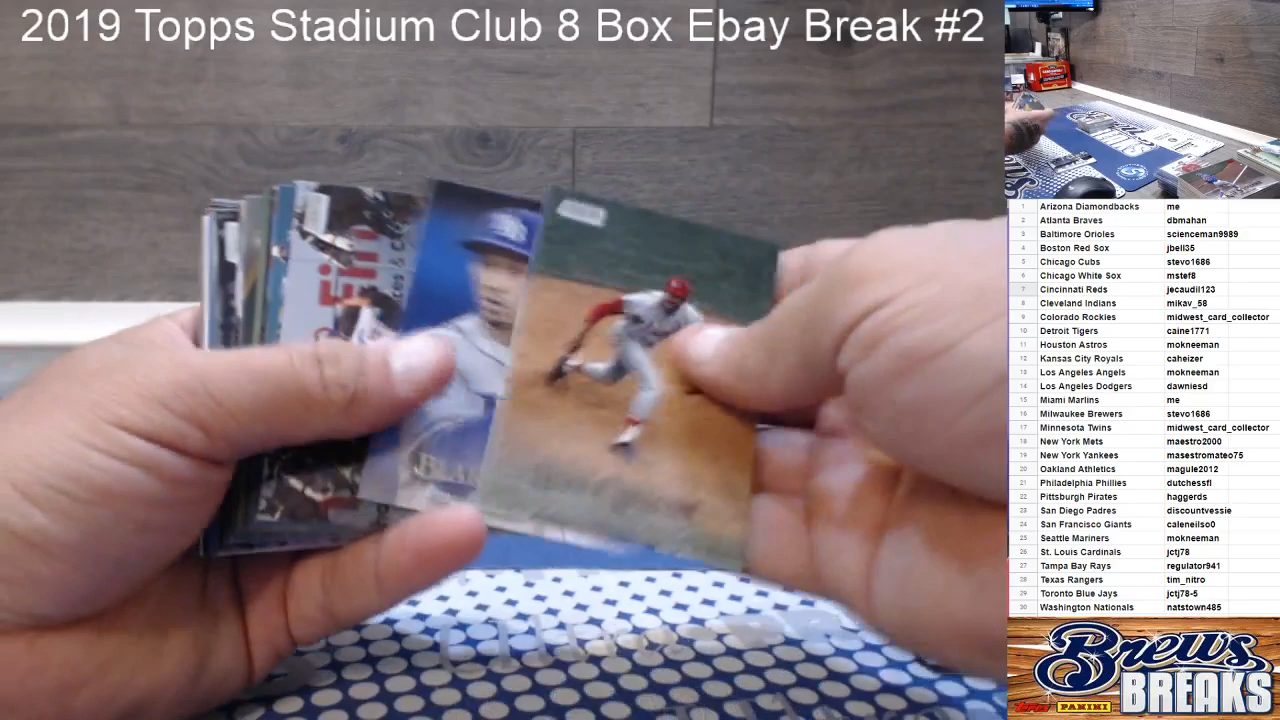 2019 Topps Stadium Club 8 Box Ebay Break #2
1 Arizona Diamondbacks me
2 Atlanta Braves dbmahan
3 Baltimore Orioles scienceman9989
4 Boston Red Sox jbell35
5 Chicago Cubs stevo1686
6 Chicago White Sox mstef8
7 Cincinnati Reds jecaudil123
8 Cleveland Indians mikav_58
9 Colorado Rockies midwest_card_collector
10 Detroit Tigers caine1771
11 Houston Astros mokneeman
12 Kansas City Royals caheizer
13 Los Angeles Angels mokneeman
14 Los Angeles Dodgers dawniesd
15 Miami Marlins me
16 Milwaukee Brewers stevo1686
17 Minnesota Twins midwest_card_collector
18 New York Mets maestro2000
19 New York Yankees masestromateo75
20 Oakland Athletics magule2012
21 Philadelphia Phillies dutchessfl
22 Pittsburgh Pirates haggerds
23 San Diego Padres discountvessie
24 San Francisco Giants caleneilso0
25 Seattle Mariners mokneeman
26 St. Louis Cardinals jctj78
27 Tampa Bay Rays regulator941
28 Texas Rangers tim_nitro
29 Toronto Blue Jays jctj78-5
30 Washington Nationals natstown485
Brews
BREAKS
Topps PANINI